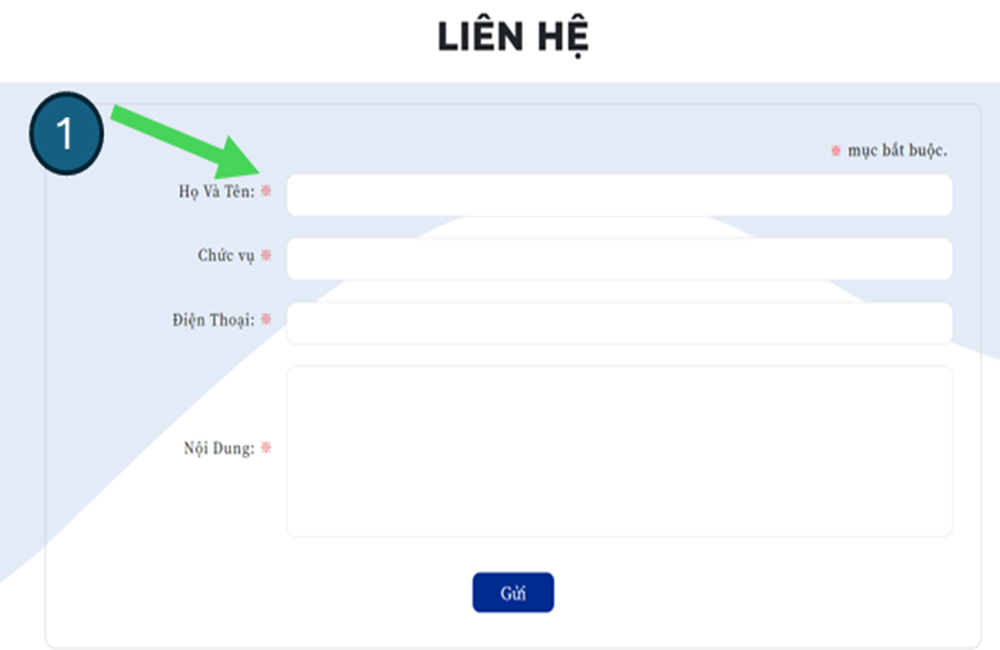 LIÊN HỆ
1
※ mục bắt buộc.
Họ Và Tên: ※
Chức vụ ※
Điện Thoại: ※
Nội Dung: ※
Gửi